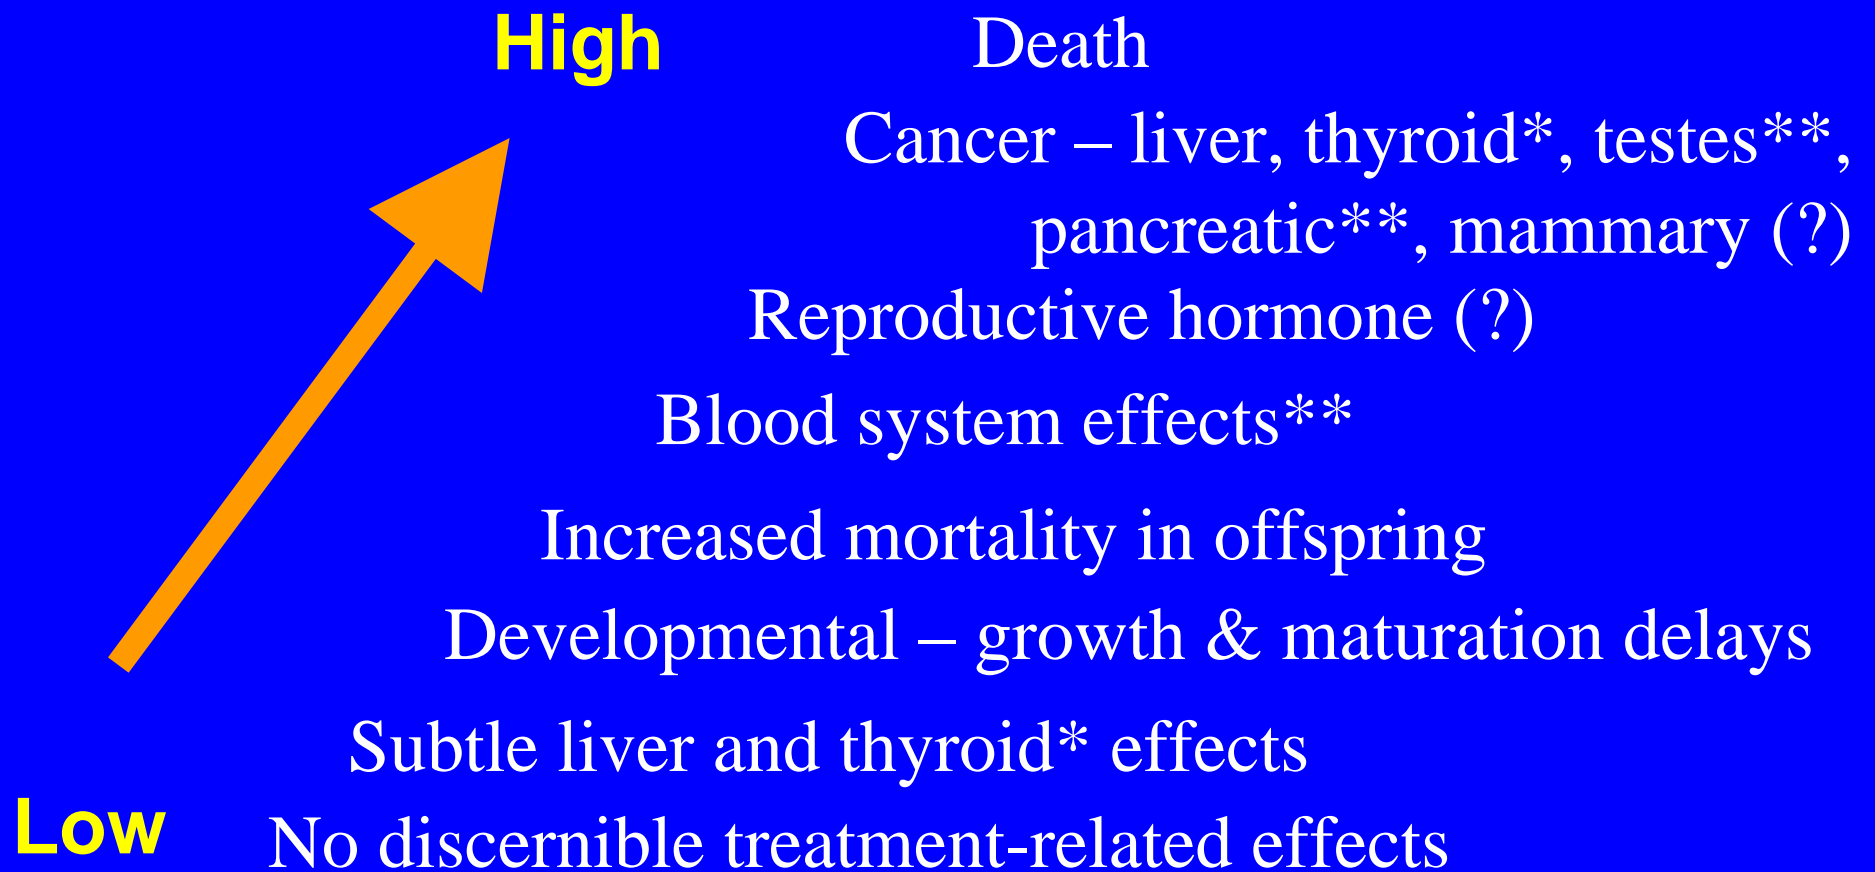 High Death
Cancer – liver, thyroid*, testes**,
pancreatic**, mammary (?)
Reproductive hormone (?)
Blood system effects**
Increased mortality in offspring
Developmental – growth & maturation delays
Subtle liver and thyroid* effects
Low No discernible treatment-related effects